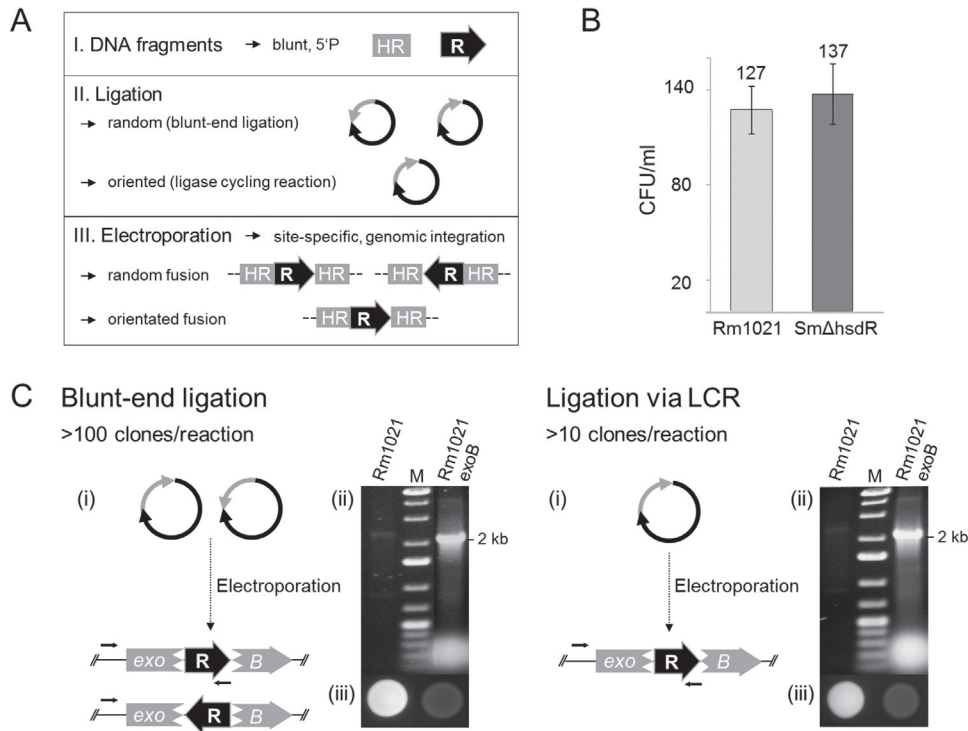 A
I. DNA fragments → blunt, 5‘P HR R
II. Ligation
→ random (blunt-end ligation)
→ oriented (ligase cycling reaction)
III. Electroporation → site-specific, genomic integration
→ random fusion --HR R HR-- --HR R HR--
→ orientated fusion --HR R HR--
B
CFU/ml
140
80
20
127
137
Rm1021 SmΔhsdR
C
Blunt-end ligation
>100 clones/reaction
(i)
Electroporation
exo R B
exo R B
(ii)
Rm1021
M
Rm1021
exoB
- 2 kb
(iii)
Ligation via LCR
>10 clones/reaction
(i)
Electroporation
exo R B
(ii)
Rm1021
M
Rm1021
exoB
- 2 kb
(iii)